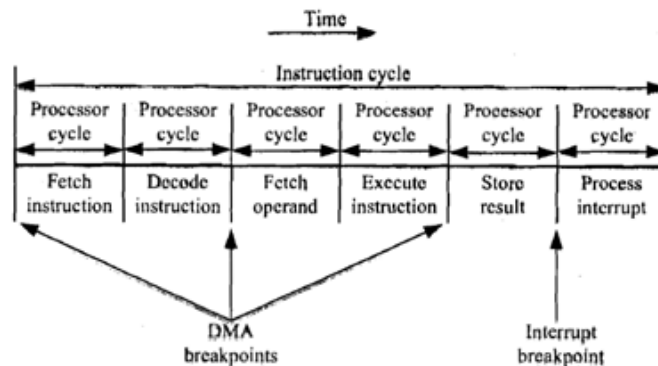 Time
Instruction cycle
Processor Processor Processor Processor Processor Processor
cycle cycle cycle cycle cycle cycle
Fetch Decode Fetch Execute Store Process
instruction instruction operand instruction result interrupt
DMA Interrupt
breakpoints breakpoint